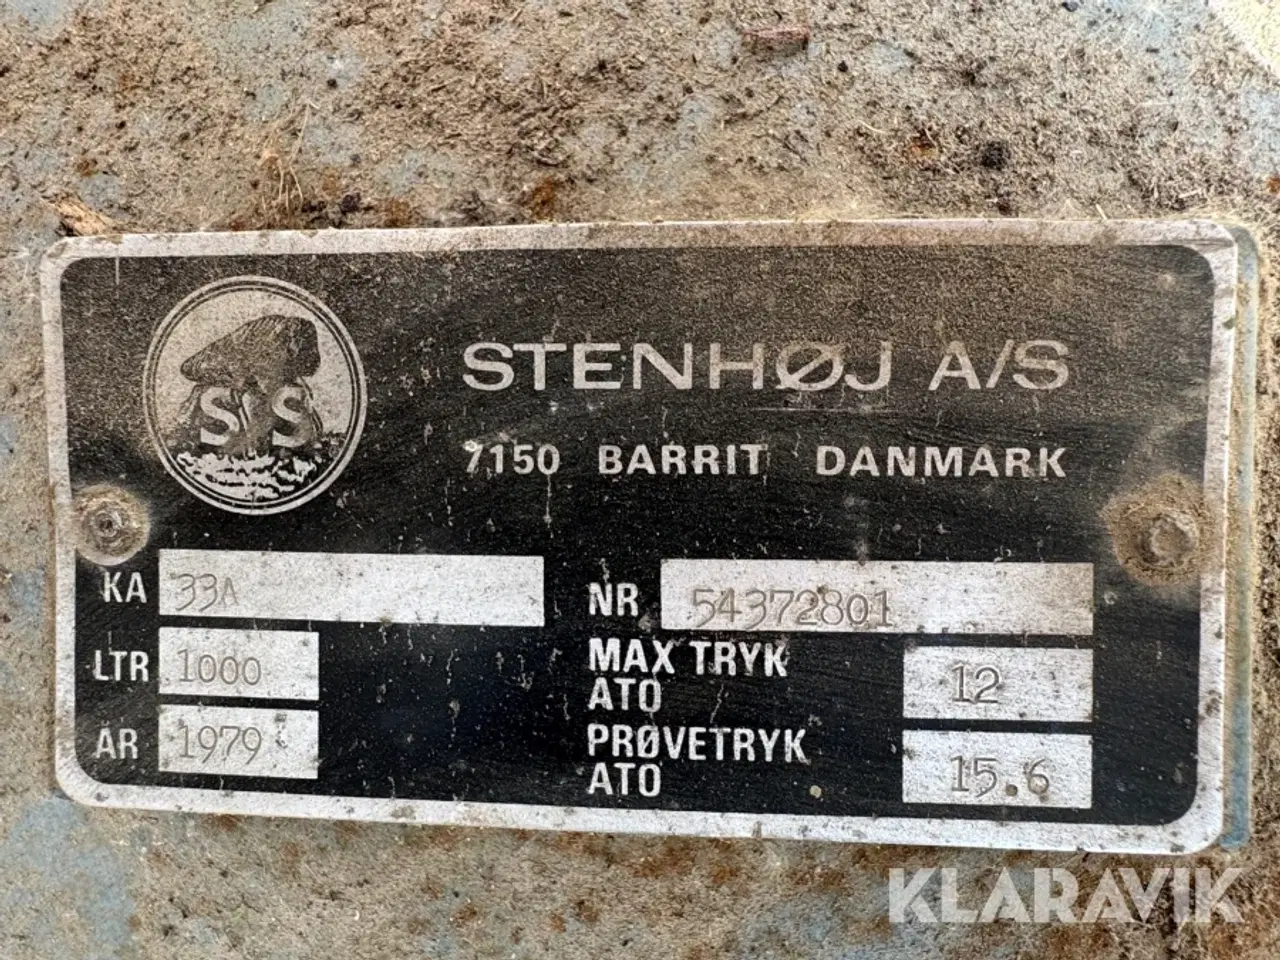 S S
STENHØJ A/S
7150 BARRIT DANMARK
KA 33A
NR 54372801
LTR 1000
MAX TRYK
ATO 12
ÅR 1979
PRØVETRYK
ATO 15.6
KLARAVIK